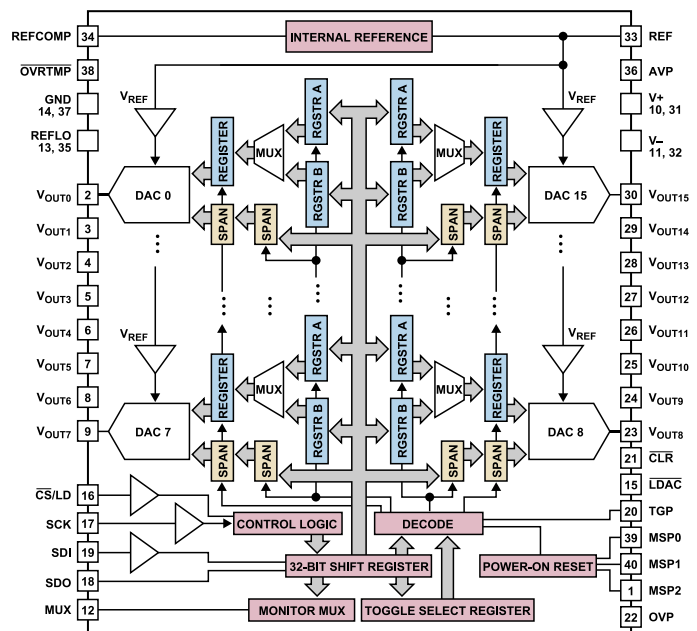 REFCOMP 34
INTERNAL REFERENCE
33 REF
OVRTMP 38
36 AVP
GND
14, 37
VREF
VREF
V+
10, 31
REFLO
13, 35
V–
11, 32
REGISTER
MUX
RGSTR A
RGSTR B
RGSTR A
RGSTR B
MUX
REGISTER
VOUT0 2
DAC 0
DAC 15
30 VOUT15
SPAN
SPAN
SPAN
SPAN
VOUT1 3
29 VOUT14
VOUT2 4
28 VOUT13
VOUT3 5
27 VOUT12
VOUT4 6
26 VOUT11
VREF
VREF
VOUT5 7
25 VOUT10
REGISTER
MUX
RGSTR A
RGSTR B
RGSTR A
RGSTR B
MUX
REGISTER
VOUT6 8
24 VOUT9
VOUT7 9
DAC 7
DAC 8
23 VOUT8
SPAN
SPAN
SPAN
SPAN
21 CLR
CS/LD 16
15 LDAC
SCK 17
CONTROL LOGIC
DECODE
20 TGP
39 MSP0
SDI 19
32-BIT SHIFT REGISTER
POWER-ON RESET
40 MSP1
SDO 18
1 MSP2
MUX 12
MONITOR MUX
TOGGLE SELECT REGISTER
22 OVP